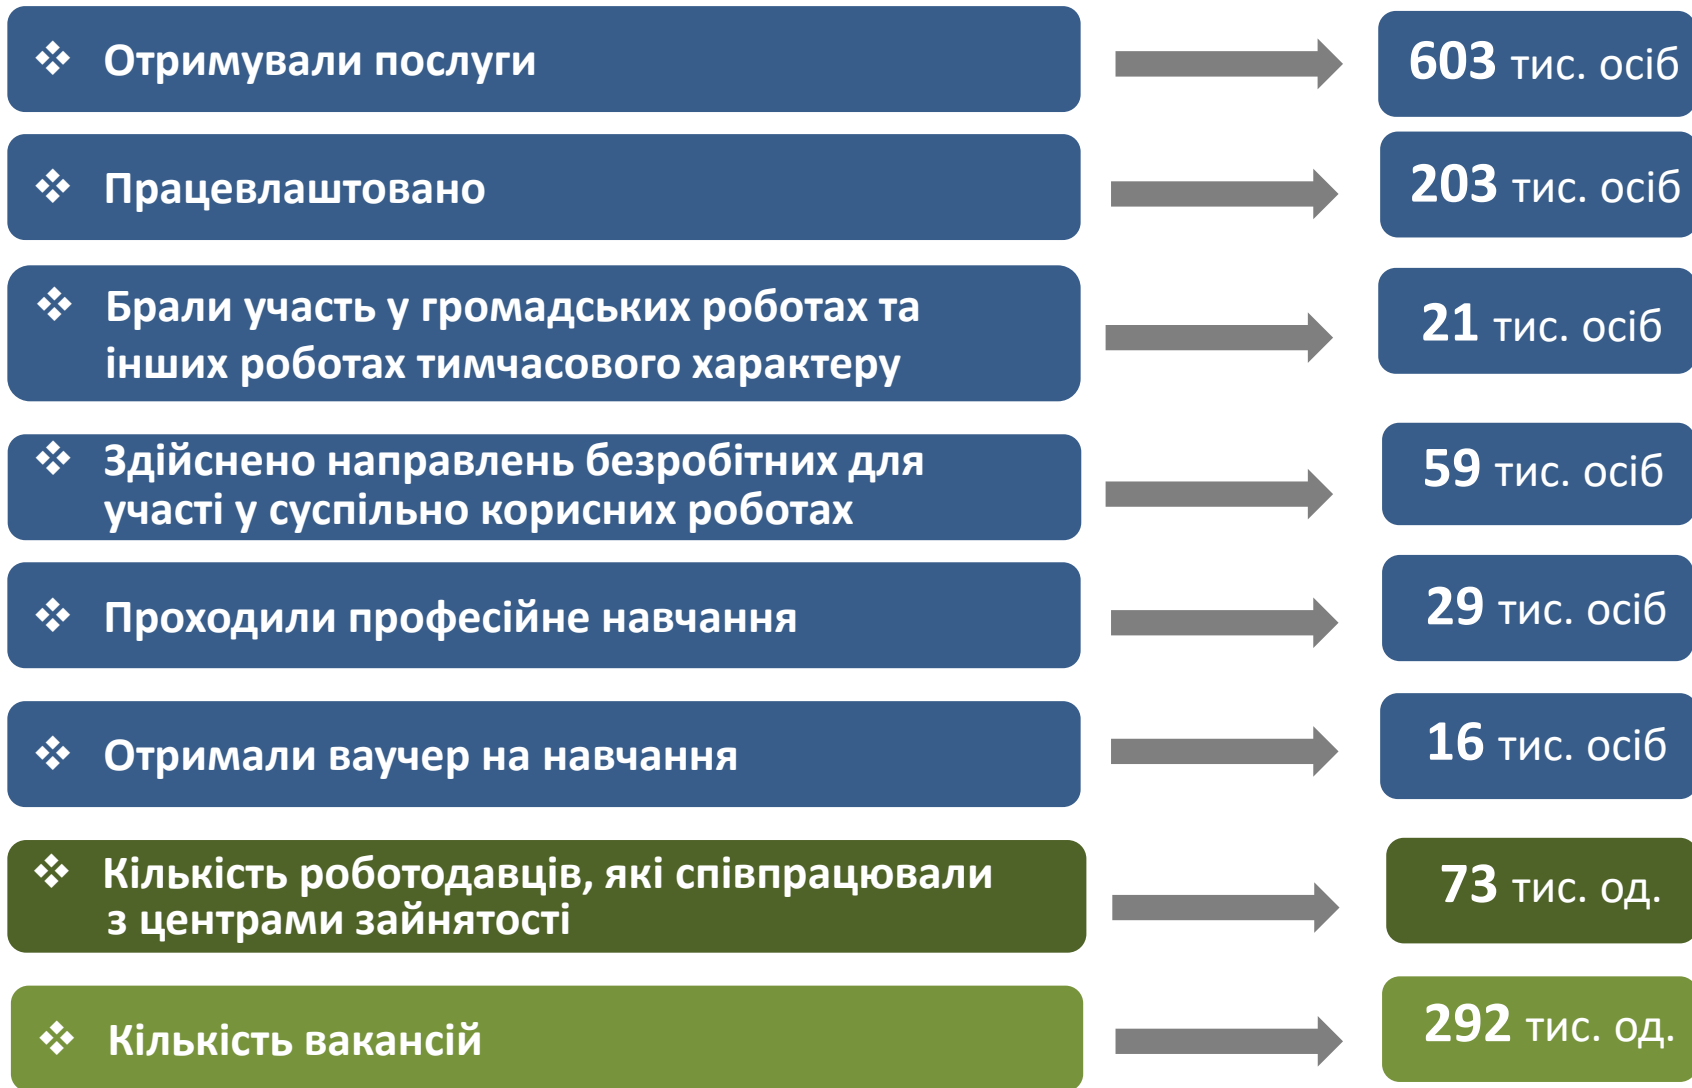 ❖ Отримували послуги
603 тис. осіб
❖ Працевлаштовано
203 тис. осіб
❖ Брали участь у громадських роботах та
інших роботах тимчасового характеру
21 тис. осіб
❖ Здійснено направлень безробітних для
участі у суспільно корисних роботах
59 тис. осіб
❖ Проходили професійне навчання
29 тис. осіб
❖ Отримали ваучер на навчання
16 тис. осіб
❖ Кількість роботодавців, які співпрацювали
з центрами зайнятості
73 тис. од.
❖ Кількість вакансій
292 тис. од.